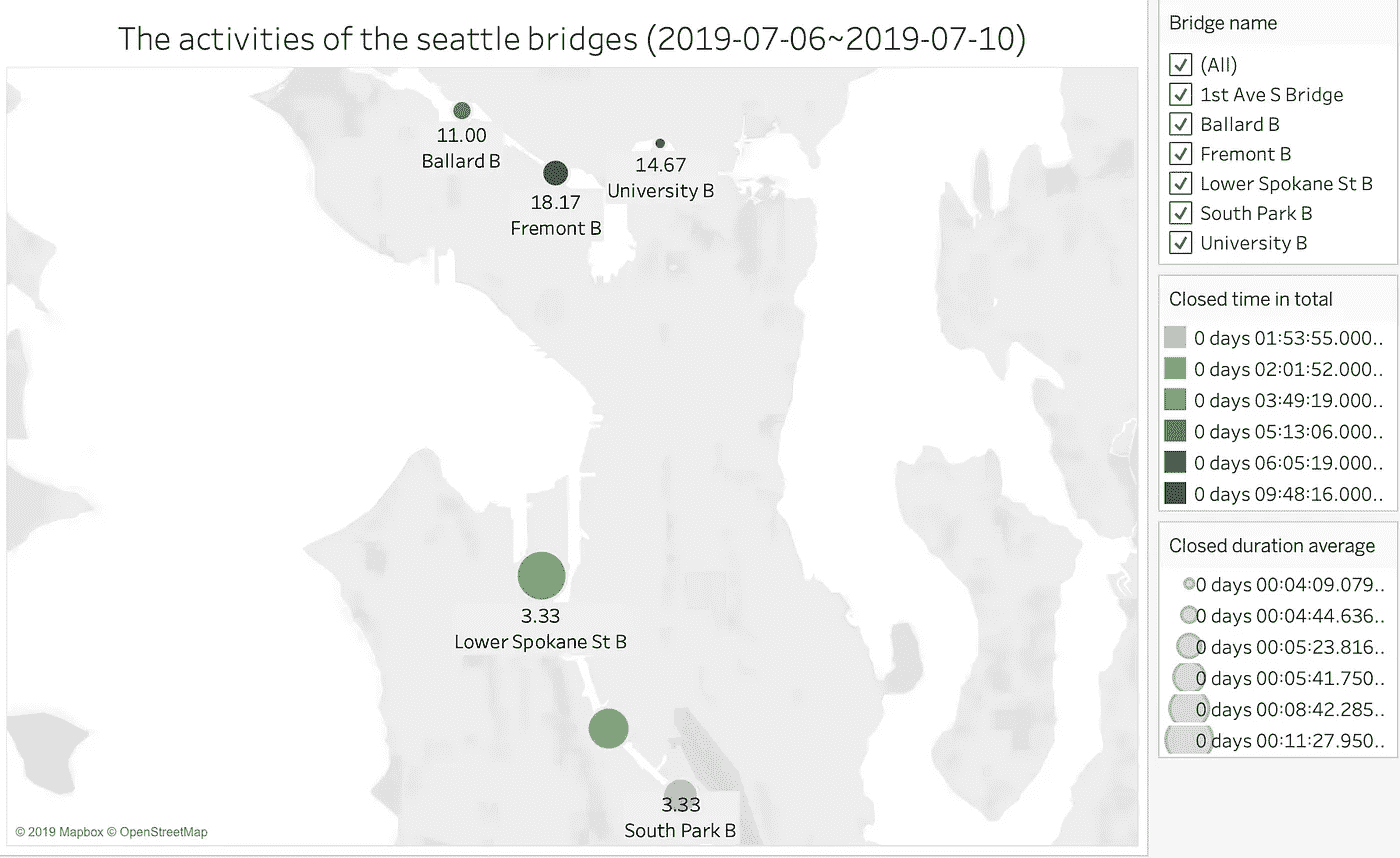 The activities of the seattle bridges (2019-07-06~2019-07-10)
11.00
Ballard B
14.67
University B
18.17
Fremont B
3.33
Lower Spokane St B
3.33
South Park B
© 2019 Mapbox © OpenStreetMap
Bridge name
(All)
1st Ave S Bridge
Ballard B
Fremont B
Lower Spokane St B
South Park B
University B
Closed time in total
0 days 01:53:55.000..
0 days 02:01:52.000..
0 days 03:49:19.000..
0 days 05:13:06.000..
0 days 06:05:19.000..
0 days 09:48:16.000..
Closed duration average
0 days 00:04:09.079..
0 days 00:04:44.636..
0 days 00:05:23.816..
0 days 00:05:41.750..
0 days 00:08:42.285..
0 days 00:11:27.950..